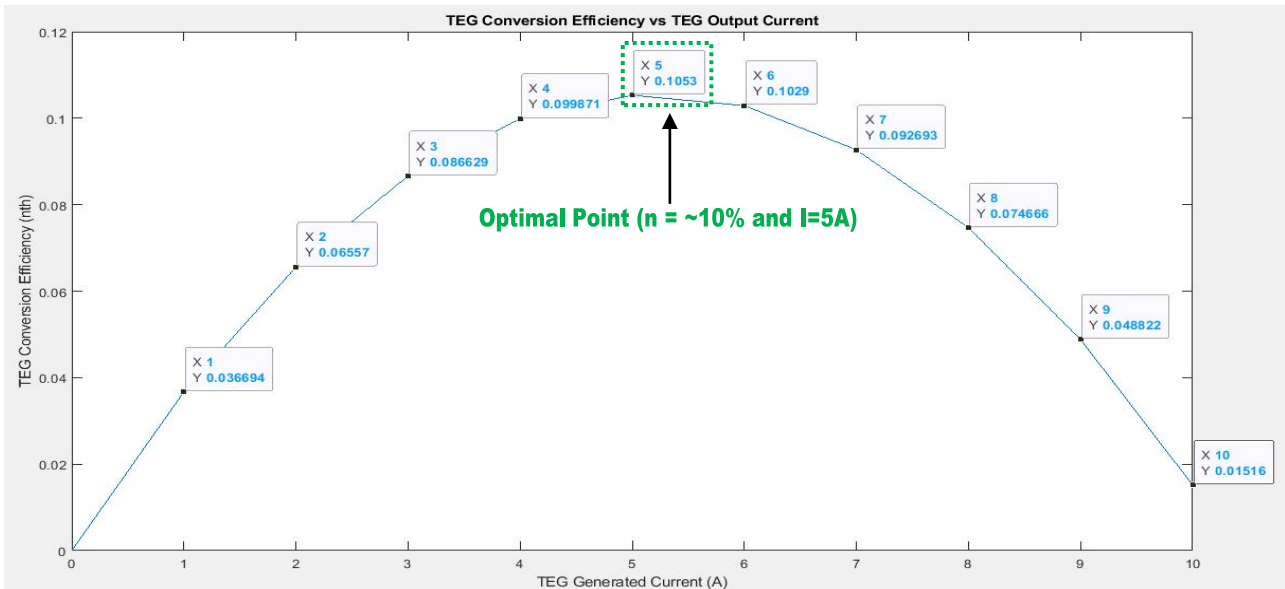 TEG Conversion Efficiency vs TEG Output Current
0.12
0.1
0.08
0.06
0.04
0.02
0
TEG Conversion Efficiency (nth)
X 1
Y 0.036694
X 2
Y 0.06557
X 3
Y 0.086629
X 4
Y 0.099871
X 5
Y 0.1053
X 6
Y 0.1029
X 7
Y 0.092693
X 8
Y 0.074666
X 9
Y 0.048822
X 10
Y 0.01516
Optimal Point (n = ~10% and I=5A)
0 1 2 3 4 5 6 7 8 9 10
TEG Generated Current (A)